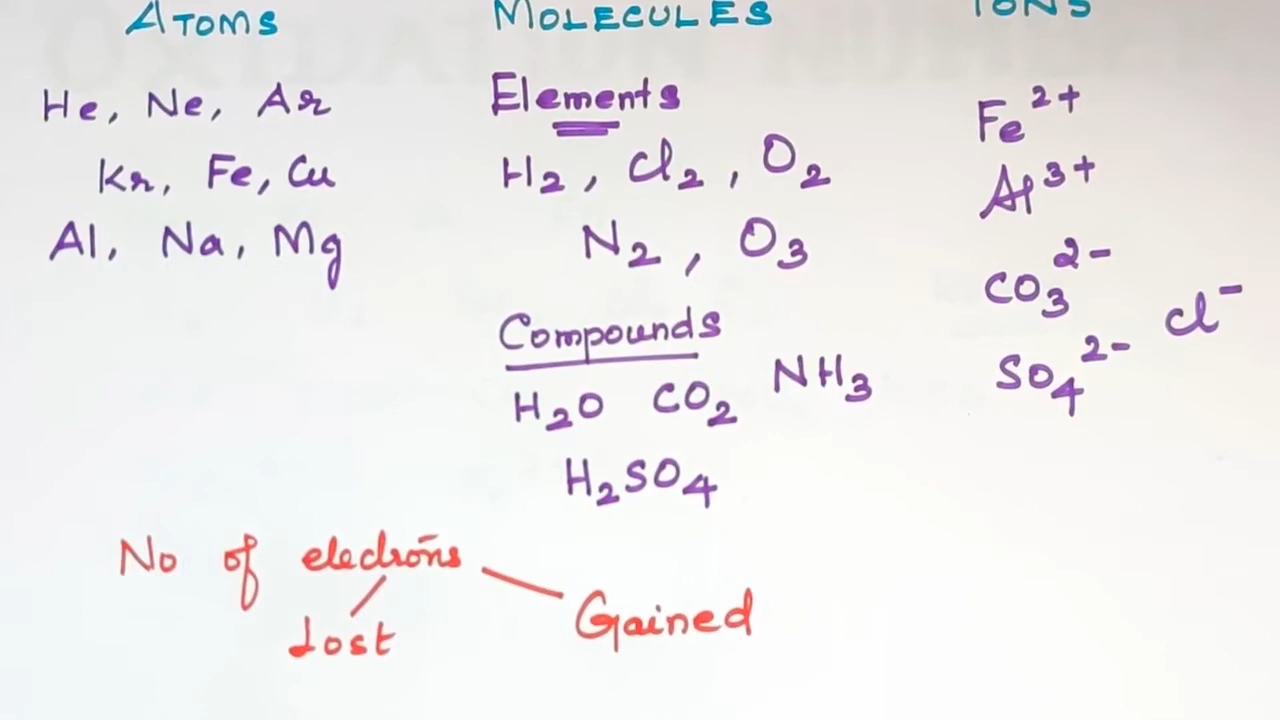 ATOMS MOLECULES IONS
He, Ne, Ar
Kr, Fe, Cu
Al, Na, Mg
Elements
H₂, Cl₂, O₂
N₂, O₃
Compounds
H₂O CO₂ NH₃
H₂SO₄
Fe²⁺
Al³⁺
CO₃²⁻
Cl⁻
SO₄²⁻
No of electrons
Lost
Gained